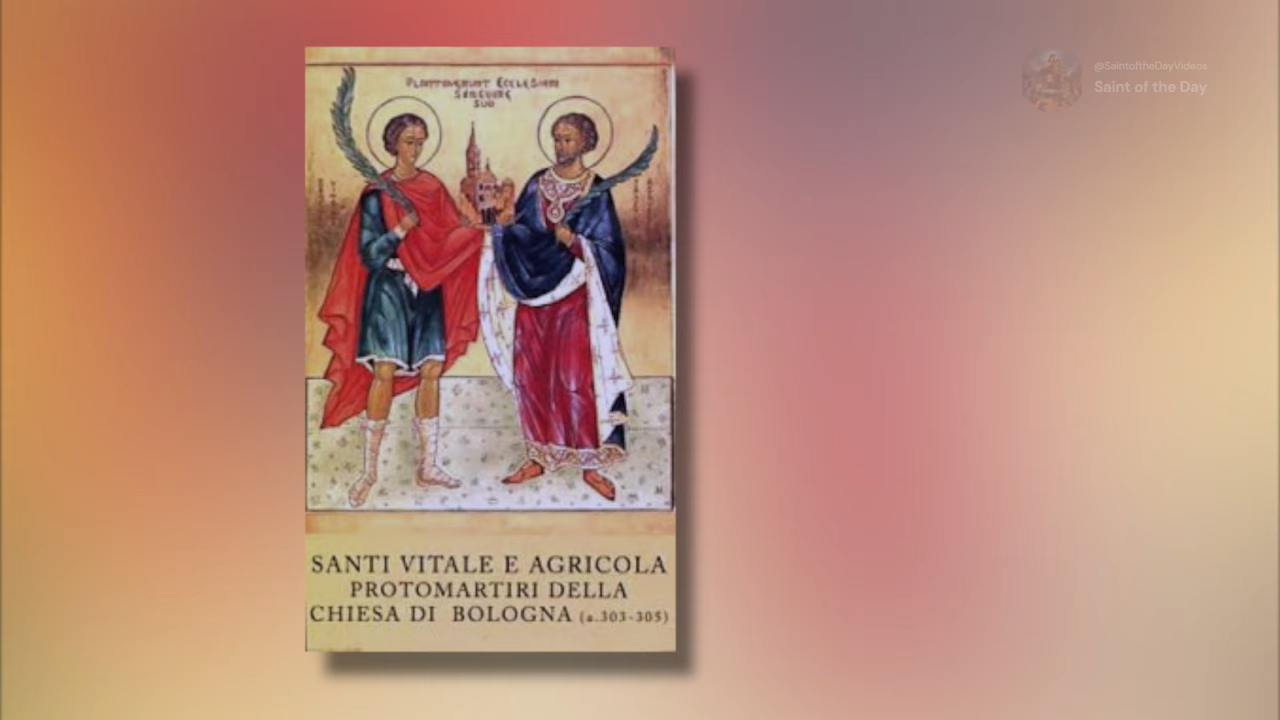 @SaintoftheDayVideos
Saint of the Day
PLANTAVERUNT ECCLESIAM
SANGUINE
SUO
SANTI VITALE E AGRICOLA
PROTOMARTIRI DELLA
CHIESA DI BOLOGNA (a.303-305)